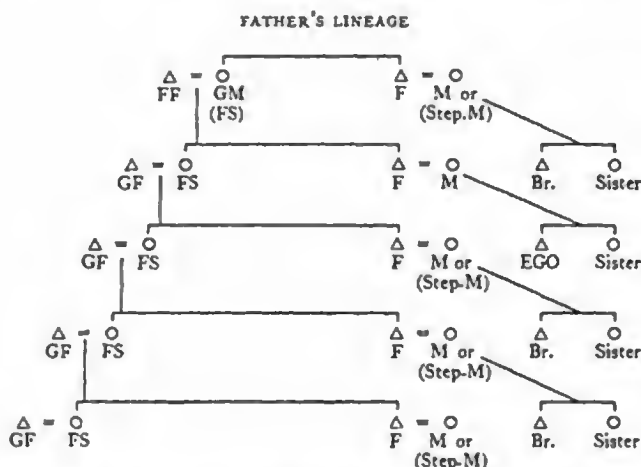 FATHER'S LINEAGE
FF GM F M or
(FS) (Step.M)
GF FS F M Br. Sister
GF FS F M or EGO Sister
(Step-M)
GF FS F M or Br. Sister
(Step-M)
GF FS F M or Br. Sister
(Step-M)